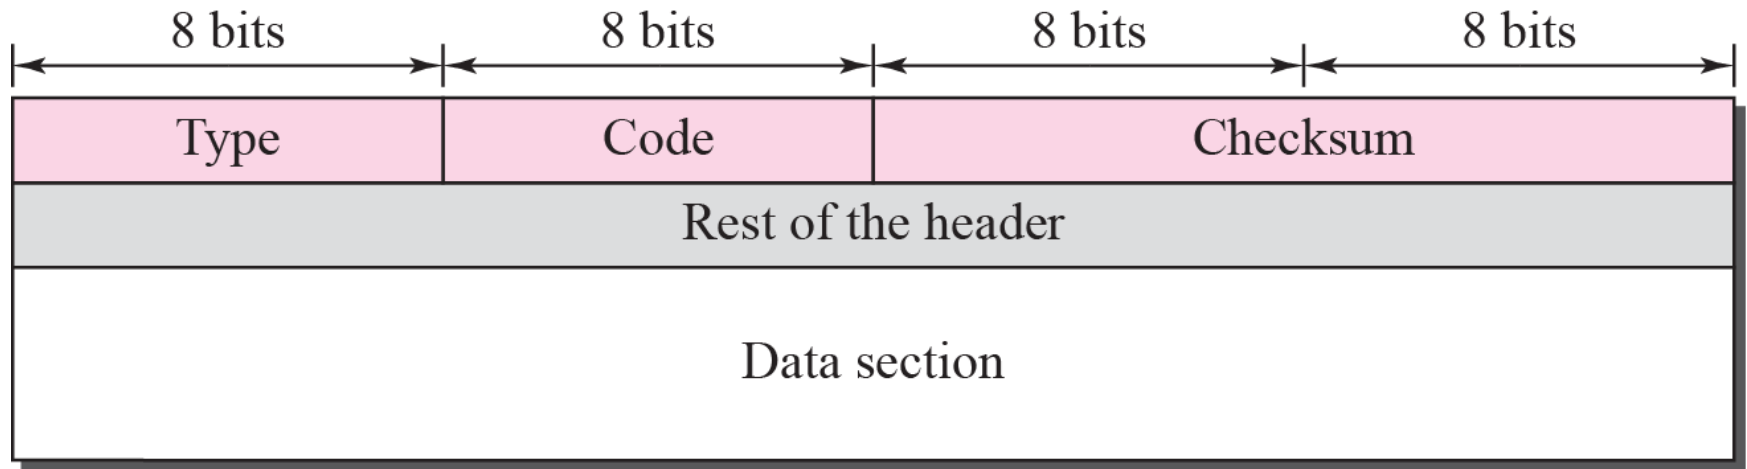 8 bits 8 bits 8 bits 8 bits
Type Code Checksum
Rest of the header
Data section